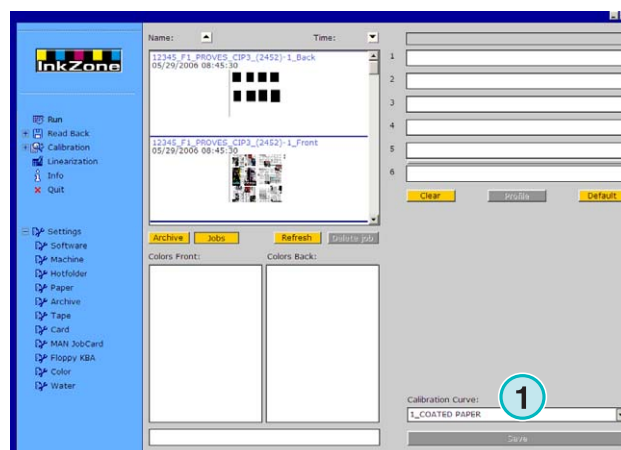 InkZone
Run
Read Back
Calibration
Linearization
Info
Quit
Settings
Software
Machine
Hotfolder
Paper
Archive
Tape
Card
MAN JobCard
Floppy KBA
Color
Water
Name:
Time:
12345_F1_PROVES_CIP3_(2452)-1_Back
05/29/2006 08:45:30
12345_F1_PROVES_CIP3_(2452)-1_Front
05/29/2006 08:45:30
Archive
Jobs
Refresh
Delete job
Colors Front:
Colors Back:
1
2
3
4
5
6
Clear
Profile
Default
Calibration Curve:
1
1_COATED PAPER
Save